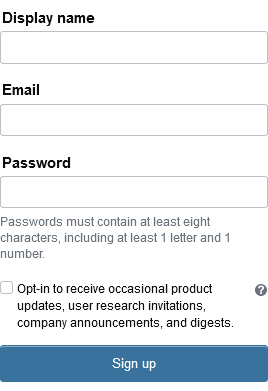 Display name
Email
Password
Passwords must contain at least eight
characters, including at least 1 letter and 1
number.
Opt-in to receive occasional product
updates, user research invitations,
company announcements, and digests.
?
Sign up